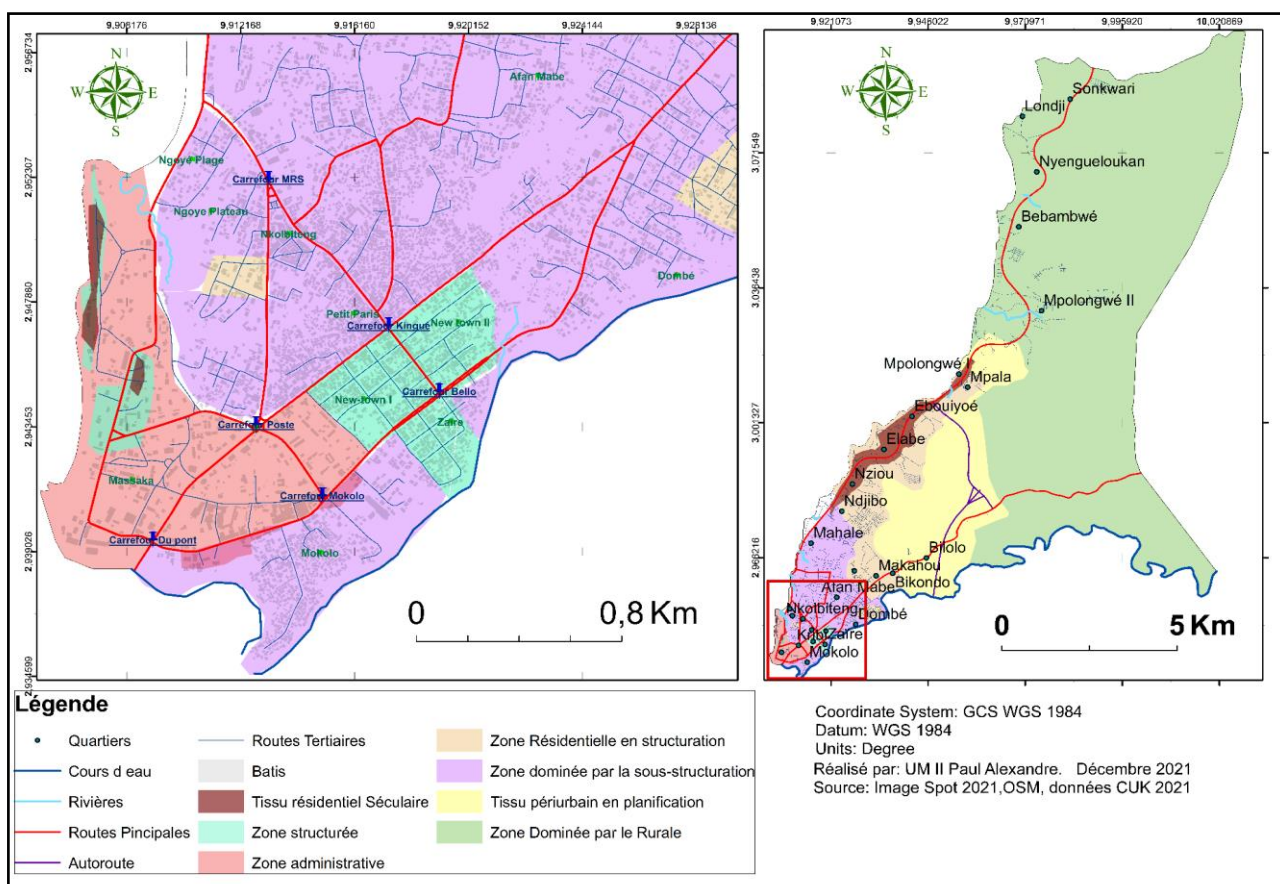 9.908176 9.912168 9.916160 9.920152 9.924144 9.928136
2.956734
2.952307
2.947880
2.943453
2.939026
2.934599
N
W E
S
Afan Mabe
Ngoye Plage
Carrefour MRS
Ngoye Plateau
Nkolbiteng
Dombé
Petit Paris
Carrefour Kingué
New town II
Carrefour Bello
New-town I
Zaire
Carrefour Poste
Massaka
Carrefour Mokolo
Carrefour Du pont
Mokolo
0 0,8 Km
9.921073 9.946022 9.970971 9.995920 10.020869
3.071549
3.036438
3.001327
2.966216
N
W E
S
Sonkwari
Londji
Nyengueloukan
Bebambwé
Mpolongwé II
Mpolongwé I
Mpala
Ebouiyoé
Elabe
Nziou
Ndjibo
Mahale
Bilolo
Makahou
Bikondo
Afan Mabe
Nkolbiteng
Dombé
Kribi
Zaire
Mokolo
0 5 Km
Légende
Quartiers
Cours d eau
Rivières
Routes Pincipales
Autoroute
Routes Tertiaires
Batis
Tissu résidentiel Séculaire
Zone structurée
Zone administrative
Zone Résidentielle en structuration
Zone dominée par la sous-structuration
Tissu périurbain en planification
Zone Dominée par le Rurale
Coordinate System: GCS WGS 1984
Datum: WGS 1984
Units: Degree
Réalisé par: UM II Paul Alexandre. Décembre 2021
Source: Image Spot 2021,OSM, données CUK 2021